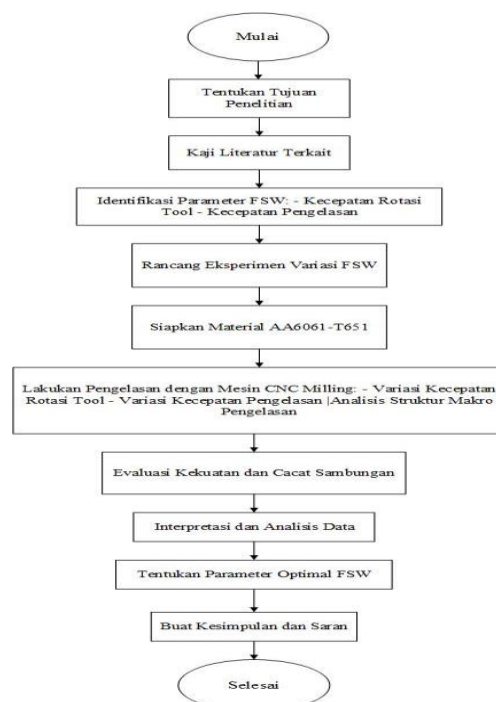 Mulai
Tentukan Tujuan
Penelitian
Kaji Literatur Terkait
Identifikasi Parameter FSW: - Kecepatan Rotasi
Tool - Kecepatan Pengelasan
Rancang Eksperimen Variasi FSW
Siapkan Material AA6061-T651
Lakukan Pengelasan dengan Mesin CNC Milling: - Variasi Kecepatan
Rotasi Tool - Variasi Kecepatan Pengelasan |Analisis Struktur Makro
Pengelasan
Evaluasi Kekuatan dan Cacat Sambungan
Interpretasi dan Analisis Data
Tentukan Parameter Optimal FSW
Buat Kesimpulan dan Saran
Selesai